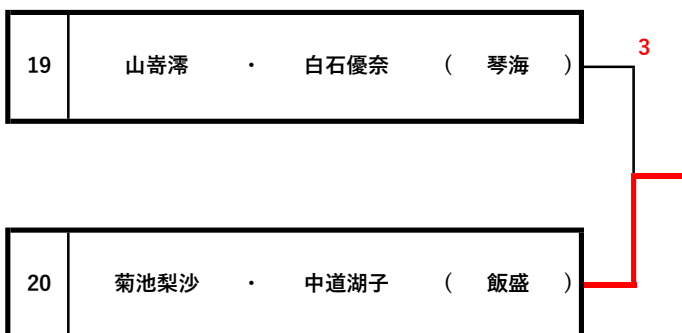 3
19 山嵜澪 ・ 白石優奈 ( 琴海 )
20 菊池梨沙 ・ 中道湖子 ( 飯盛 )